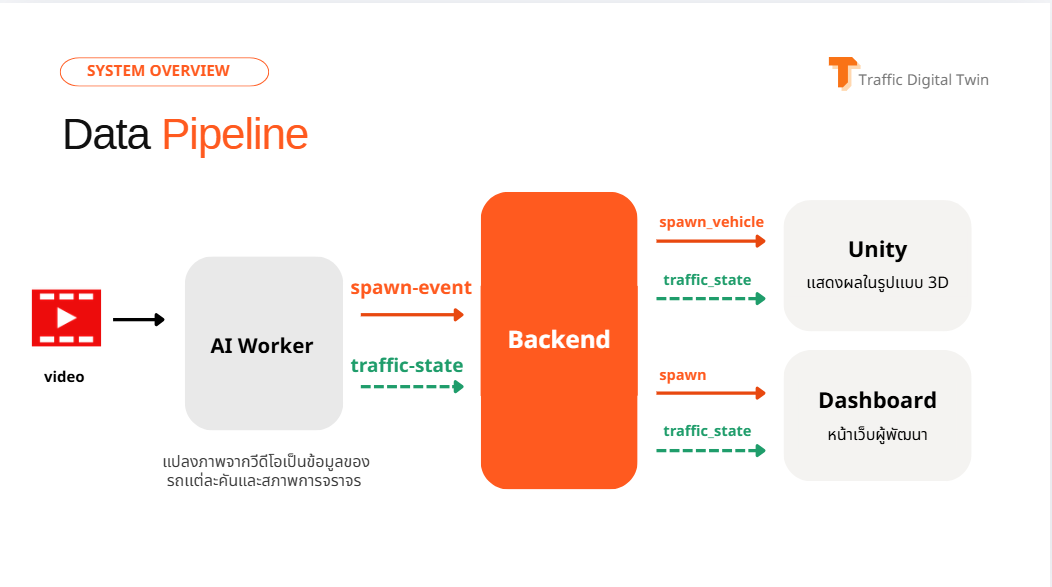 SYSTEM OVERVIEW
Traffic Digital Twin
Data Pipeline
video
AI Worker
แปลงภาพจากวีดีโอเป็นข้อมูลของ
รถแต่ละคันและสภาพการจราจร
spawn-event
traffic-state
Backend
spawn_vehicle
traffic_state
Unity
แสดงผลในรูปแบบ 3D
spawn
traffic_state
Dashboard
หน้าเว็บผู้พัฒนา